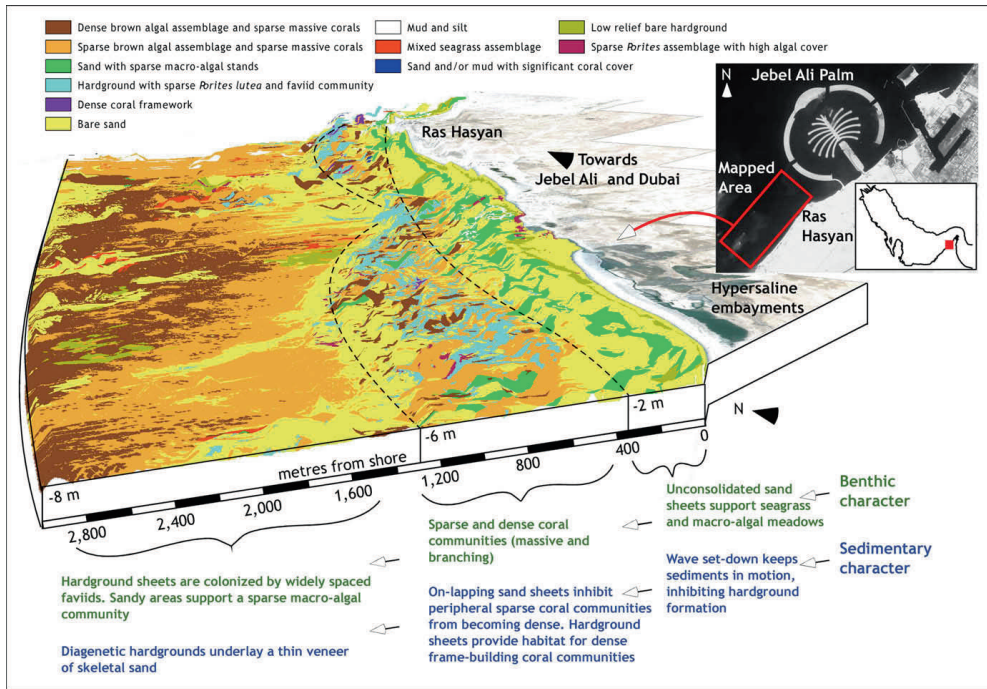 Dense brown algal assemblage and sparse massive corals
Sparse brown algal assemblage and sparse massive corals
Sand with sparse macro-algal stands
Hardground with sparse Porites lutea and faviid community
Dense coral framework
Bare sand
Mud and silt
Mixed seagrass assemblage
Sand and/or mud with significant coral cover
Low relief bare hardground
Sparse Porites assemblage with high algal cover
N
Jebel Ali Palm
Mapped
Area
Ras
Hasyan
Ras Hasyan
Towards
Jebel Ali and Dubai
Hypersaline
embayments
N
-2 m
-6 m
-8 m
metres from shore
0
400
800
1,200
1,600
2,000
2,400
2,800
Benthic
character
Unconsolidated sand
sheets support seagrass
and macro-algal meadows
Sparse and dense coral
communities (massive and
branching)
Hardground sheets are colonized by widely spaced
faviids. Sandy areas support a sparse macro-algal
community
Sedimentary
character
Wave set-down keeps
sediments in motion,
inhibiting hardground
formation
On-lapping sand sheets inhibit
peripheral sparse coral communities
from becoming dense. Hardground
sheets provide habitat for dense
frame-building coral communities
Diagenetic hardgrounds underlay a thin veneer
of skeletal sand